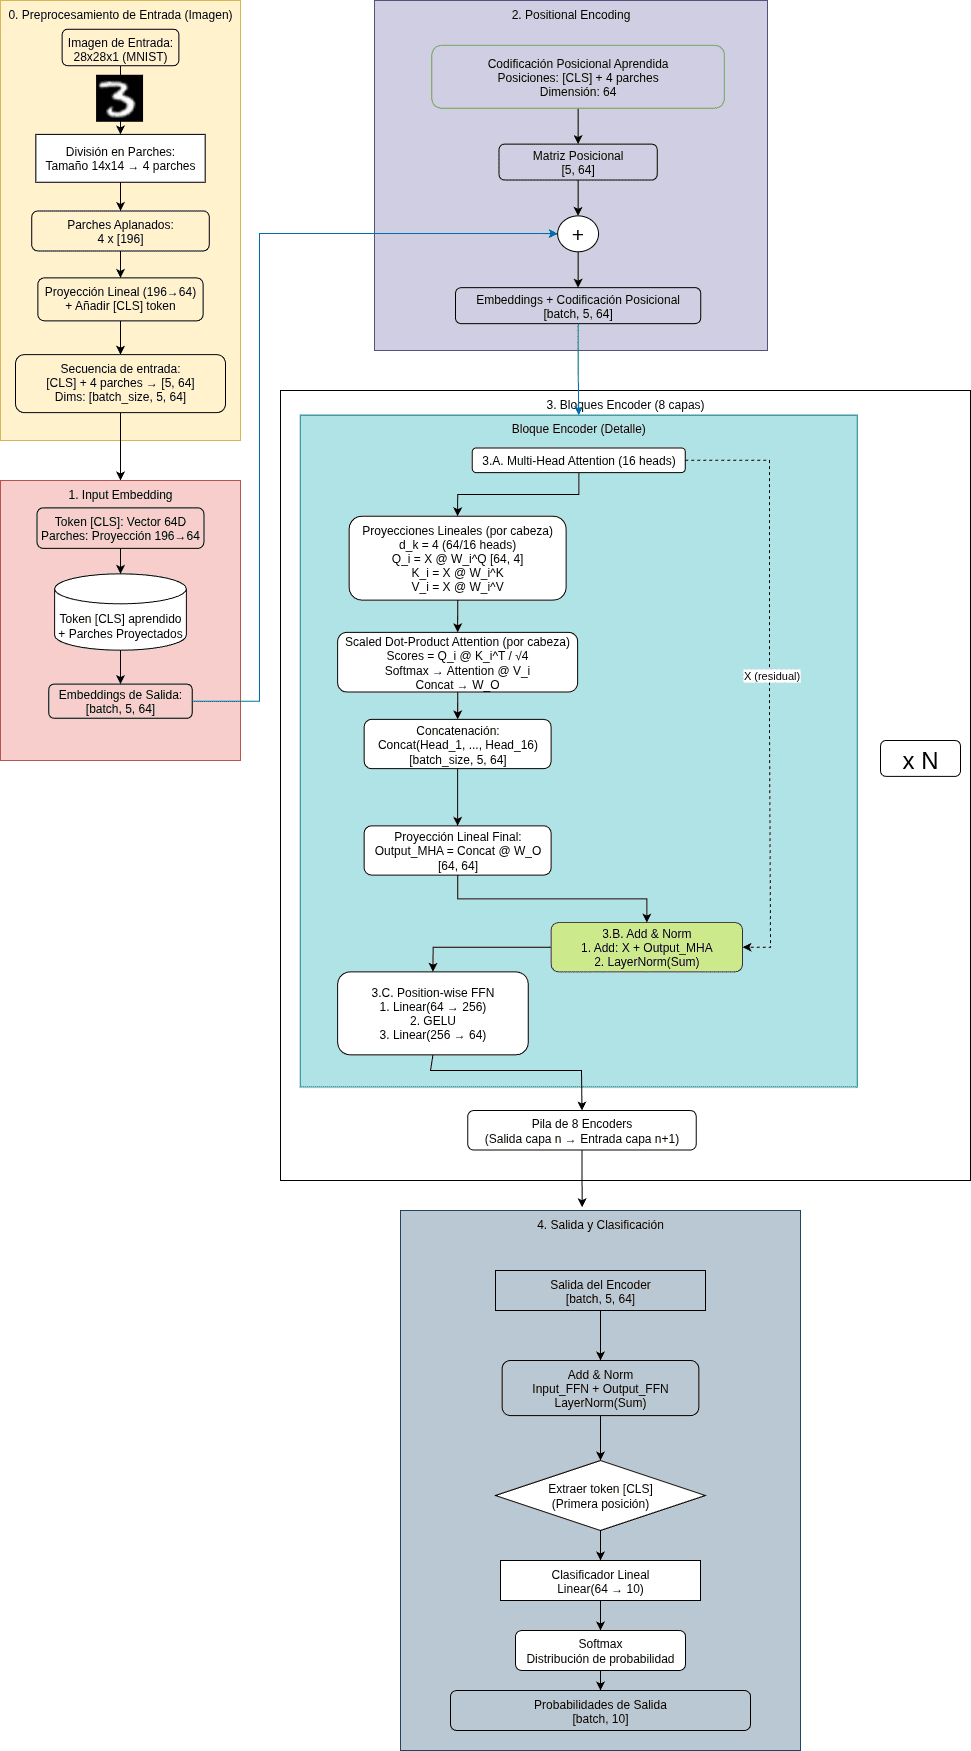 0. Preprocesamiento de Entrada (Imagen)
Imagen de Entrada:
28x28x1 (MNIST)
3
División en Parches:
Tamaño 14x14 → 4 parches
Parches Aplanados:
4 x [196]
Proyección Lineal (196→64)
+ Añadir [CLS] token
Secuencia de entrada:
[CLS] + 4 parches → [5, 64]
Dims: [batch_size, 5, 64]
1. Input Embedding
Token [CLS]: Vector 64D
Parches: Proyección 196→64
Token [CLS] aprendido
+ Parches Proyectados
Embeddings de Salida:
[batch, 5, 64]
2. Positional Encoding
Codificación Posicional Aprendida
Posiciones: [CLS] + 4 parches
Dimensión: 64
Matriz Posicional
[5, 64]
+
Embeddings + Codificación Posicional
[batch, 5, 64]
3. Bloques Encoder (8 capas)
Bloque Encoder (Detalle)
3.A. Multi-Head Attention (16 heads)
Proyecciones Lineales (por cabeza)
d_k = 4 (64/16 heads)
Q_i = X @ W_i^Q [64, 4]
K_i = X @ W_i^K
V_i = X @ W_i^V
Scaled Dot-Product Attention (por cabeza)
Scores = Q_i @ K_i^T / √4
Softmax → Attention @ V_i
Concat → W_O
X (residual)
Concatenación:
Concat(Head_1, ..., Head_16)
[batch_size, 5, 64]
x N
Proyección Lineal Final:
Output_MHA = Concat @ W_O
[64, 64]
3.B. Add & Norm
1. Add: X + Output_MHA
2. LayerNorm(Sum)
3.C. Position-wise FFN
1. Linear(64 → 256)
2. GELU
3. Linear(256 → 64)
Pila de 8 Encoders
(Salida capa n → Entrada capa n+1)
4. Salida y Clasificación
Salida del Encoder
[batch, 5, 64]
Add & Norm
Input_FFN + Output_FFN
LayerNorm(Sum)
Extraer token [CLS]
(Primera posición)
Clasificador Lineal
Linear(64 → 10)
Softmax
Distribución de probabilidad
Probabilidades de Salida
[batch, 10]